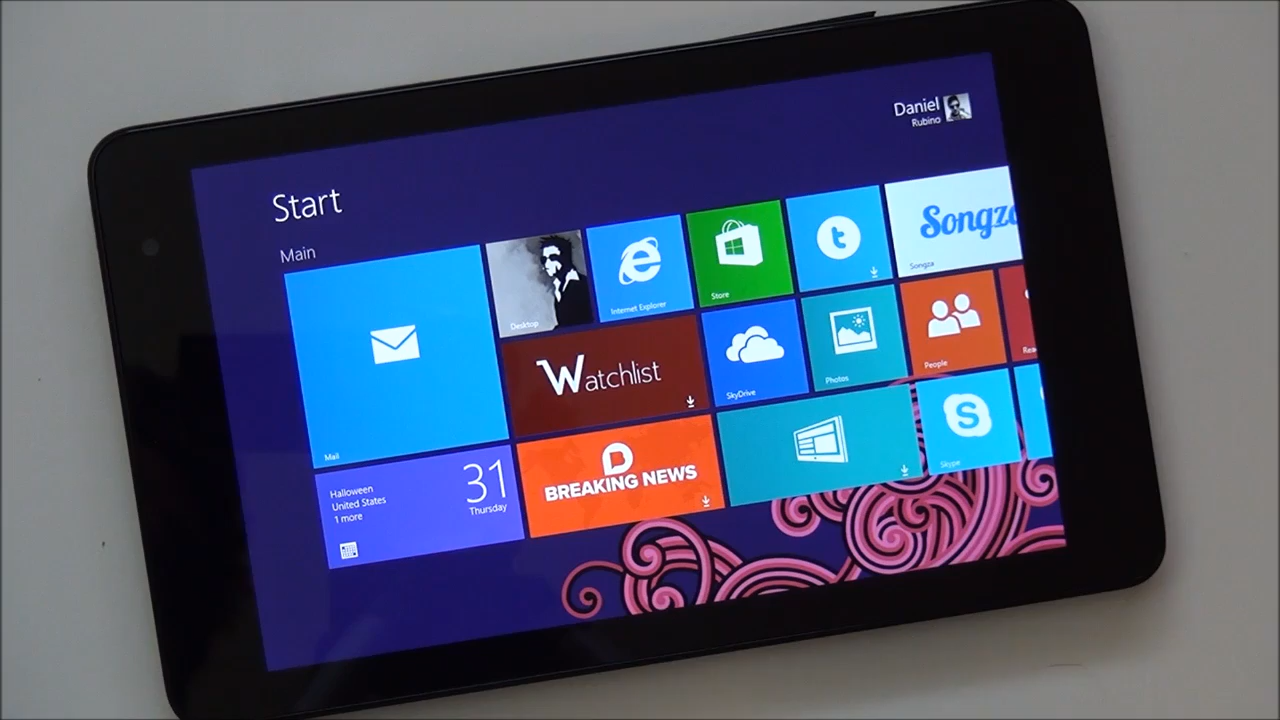 Daniel
Rubino
Start
Main
Mail
Desktop
Internet Explorer
Store
t
Songza
Songza
Watchlist
SkyDrive
Photos
People
Rea
Halloween
United States
1 more
31
Thursday
BREAKING NEWS
S
Skype